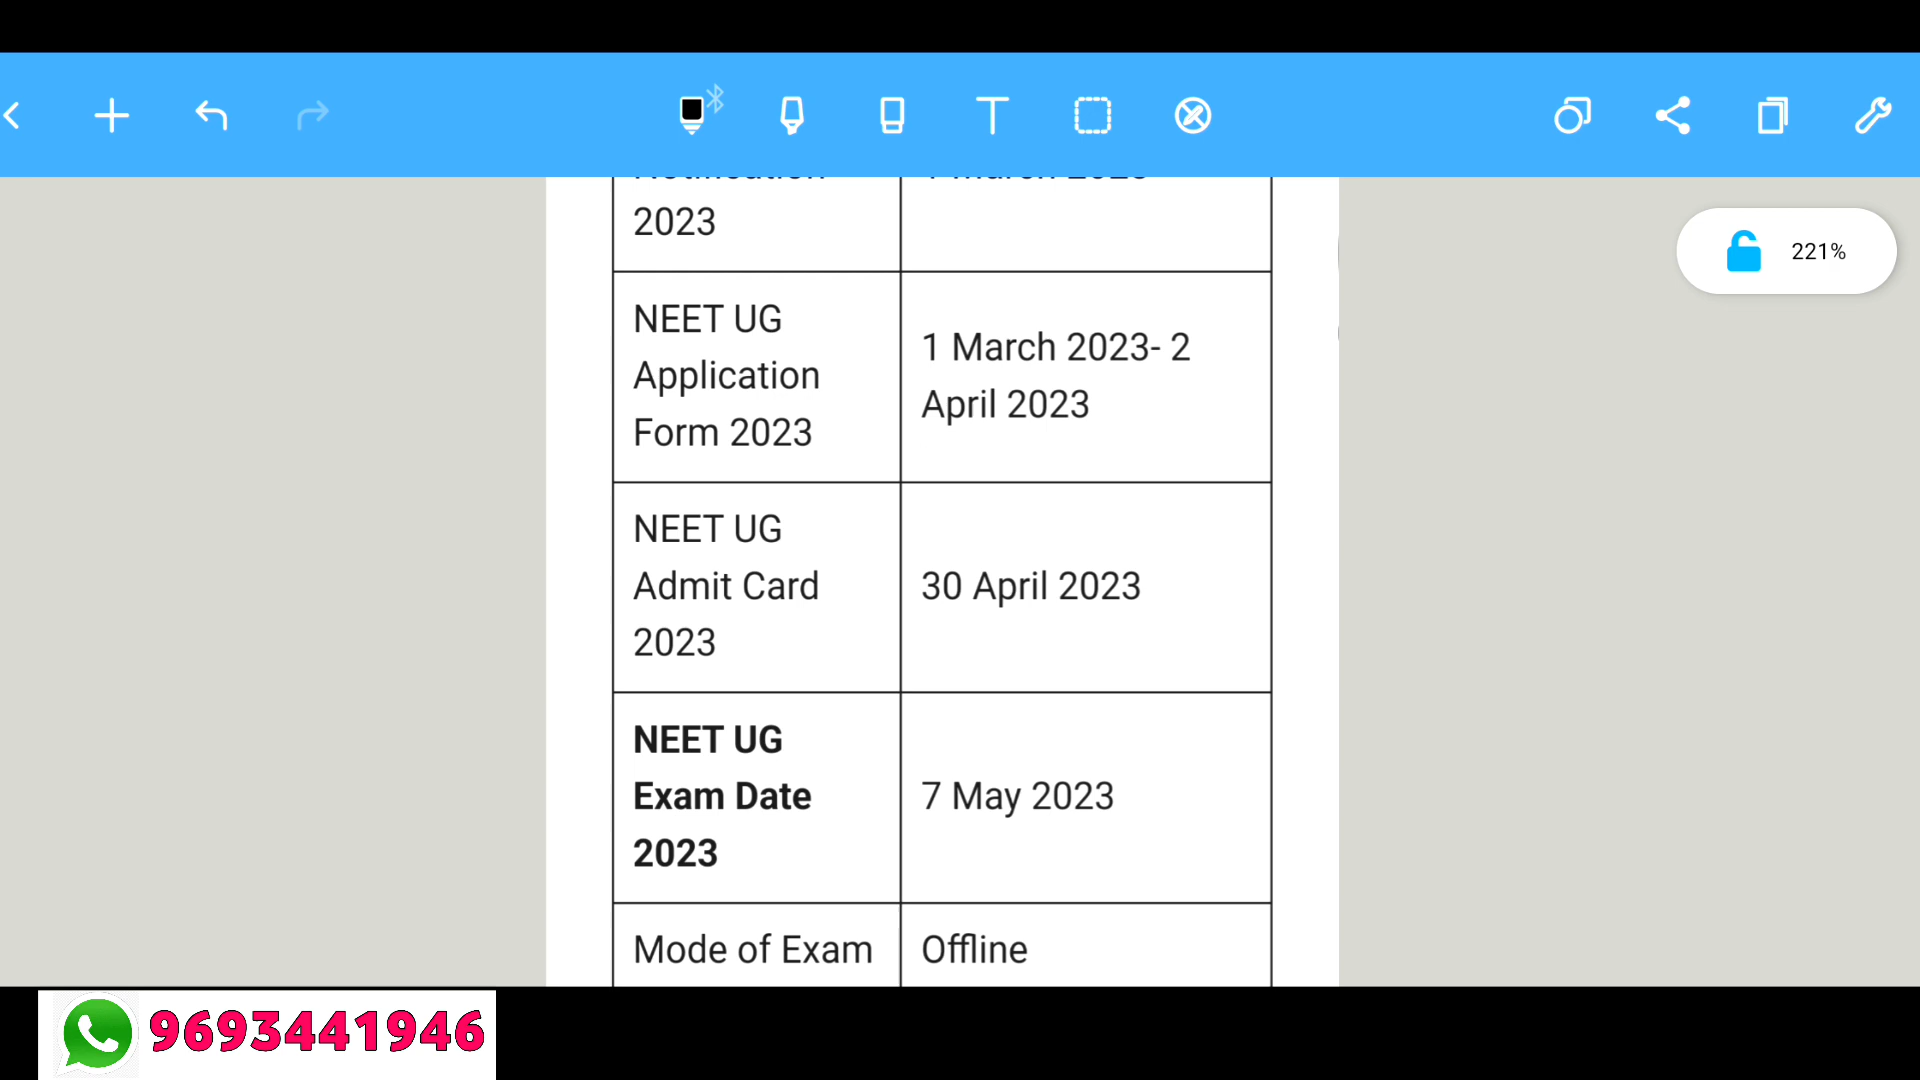 221%
2023
NEET UG
Application
Form 2023
1 March 2023- 2
April 2023
NEET UG
Admit Card
2023
30 April 2023
NEET UG
Exam Date
2023
7 May 2023
Mode of Exam
Offline
9693441946